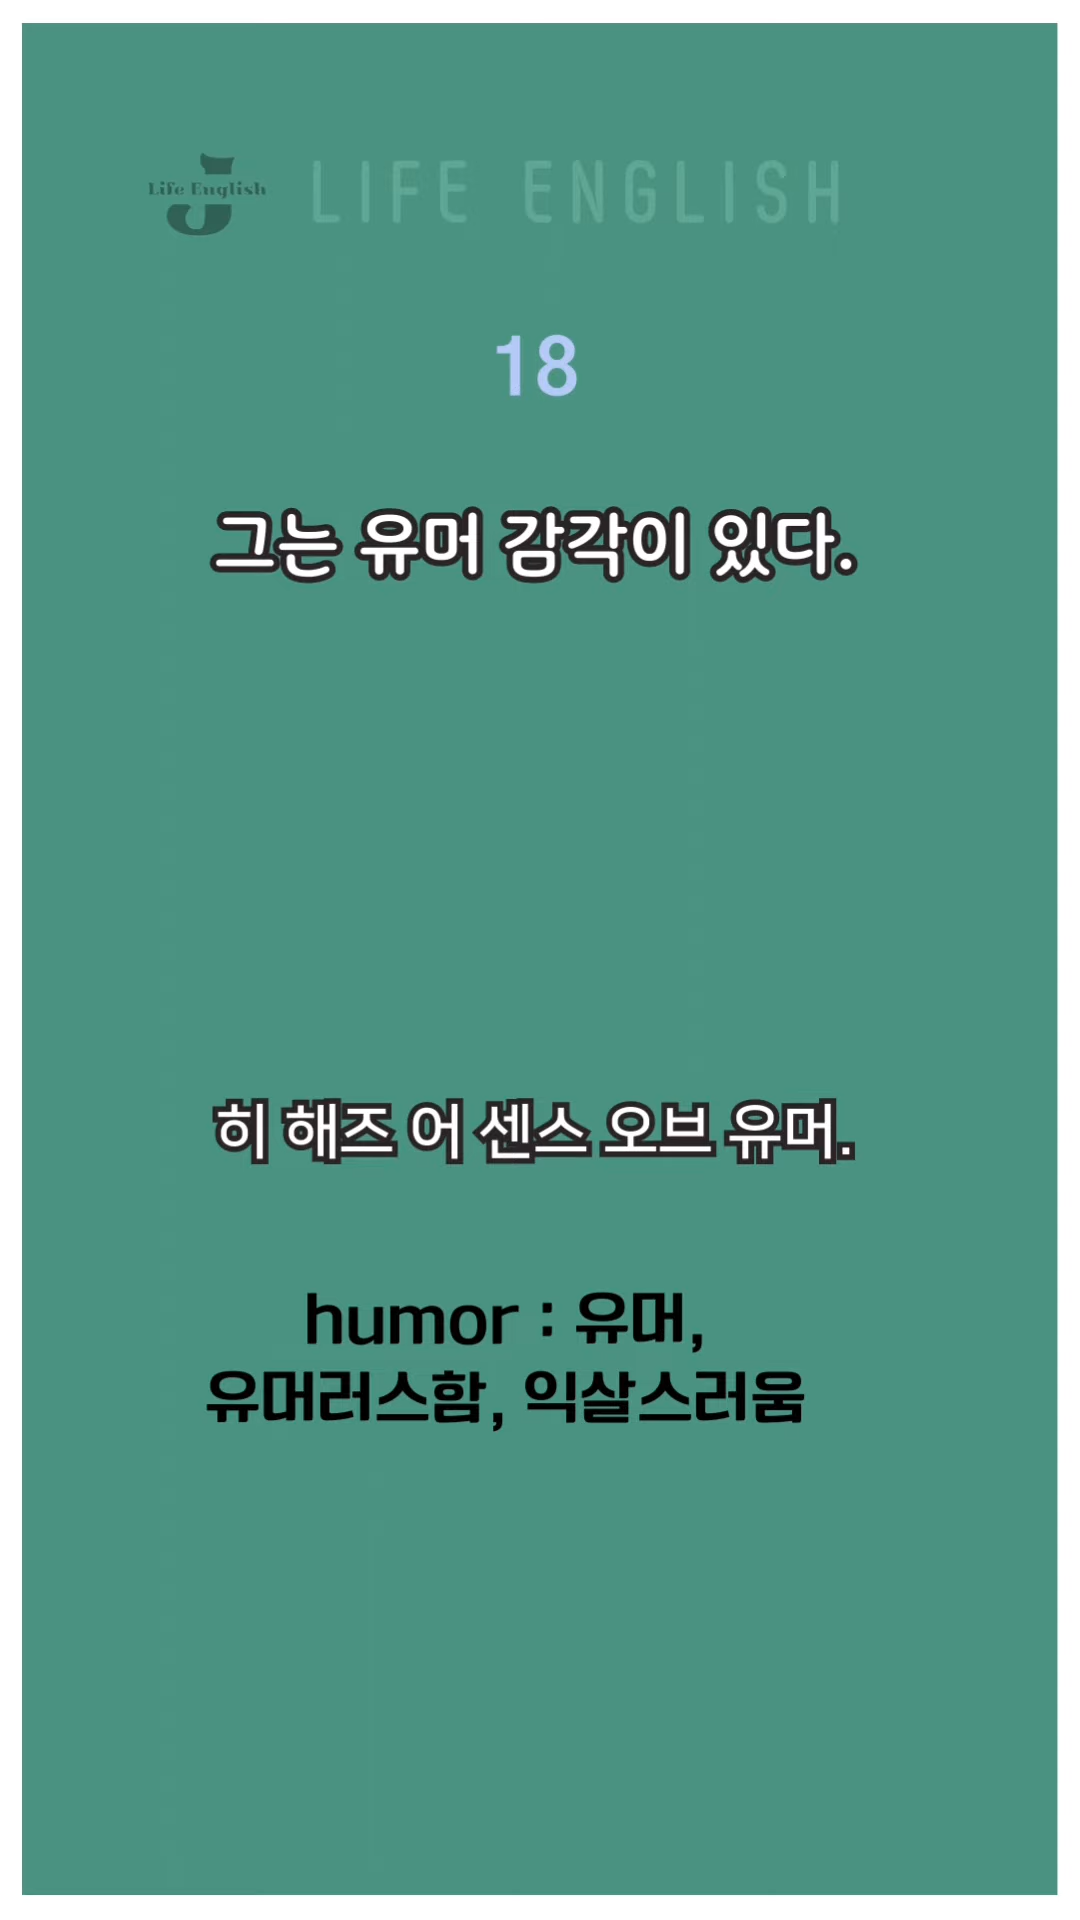 Life English
LIFE ENGLISH
18
그는 유머 감각이 있다.
히 해즈 어 센스 오브 유머.
humor : 유머,
유머러스함, 익살스러움